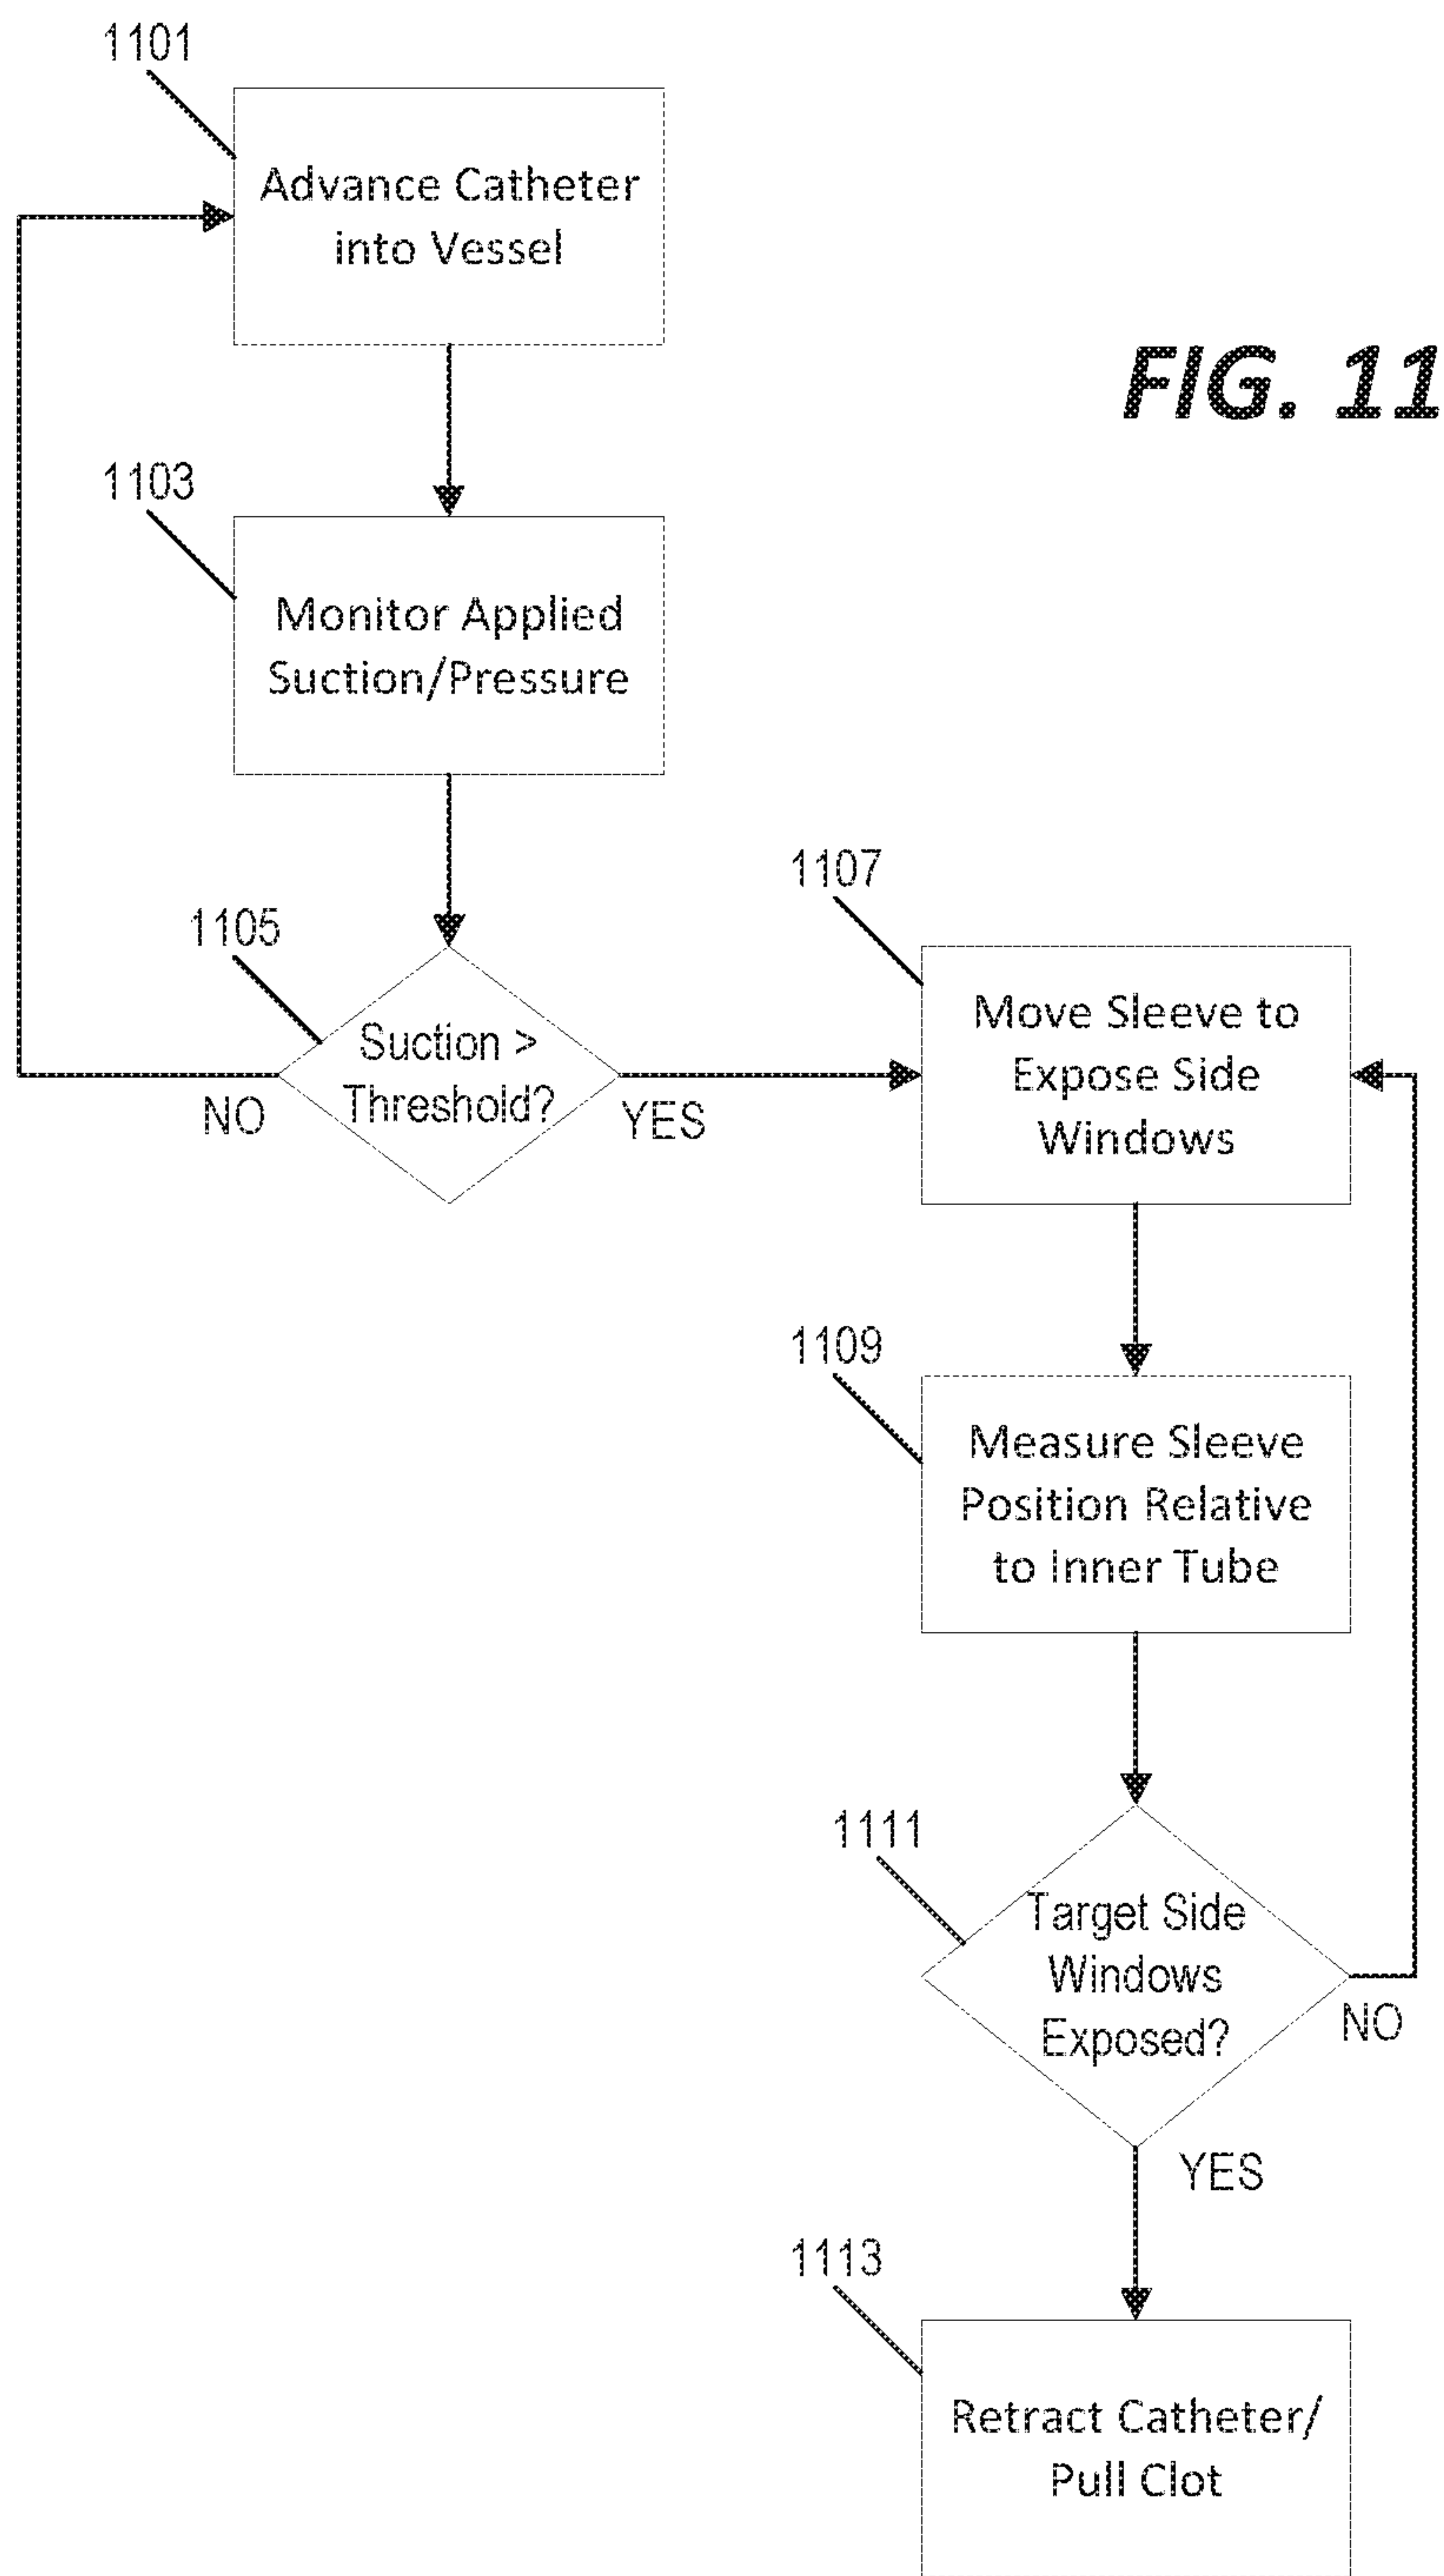 1101
Advance Catheter
into Vessel
FIG. 11
1103
Monitor Applied
Suction/Pressure
1105
Suction >
Threshold?
NO
YES
1107
Move Sleeve to
Expose Side
Windows
1109
Measure Sleeve
Position Relative
to Inner Tube
1111
Target Side
Windows
Exposed?
NO
YES
1113
Retract Catheter/
Pull Clot